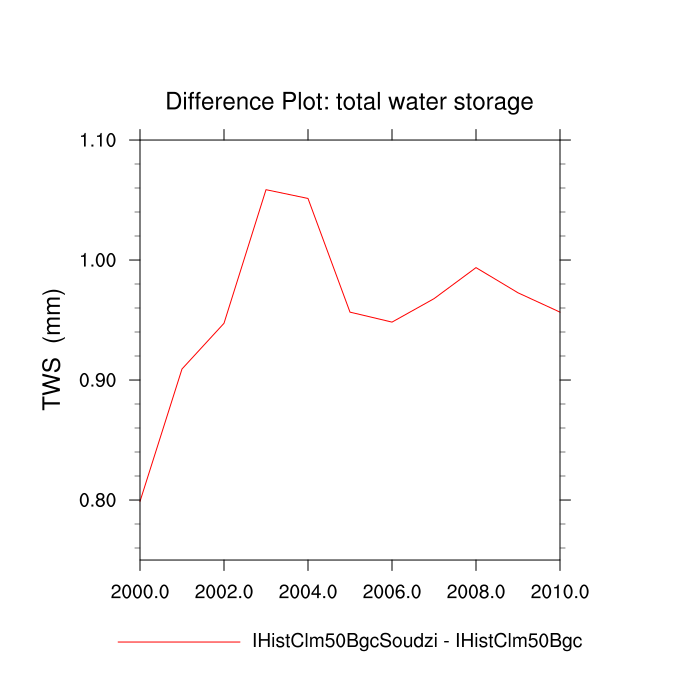 Difference Plot: total water storage
1.10
1.00
0.90
0.80
TWS (mm)
2000.0 2002.0 2004.0 2006.0 2008.0 2010.0
IHistClm50BgcSoudzi - IHistClm50Bgc